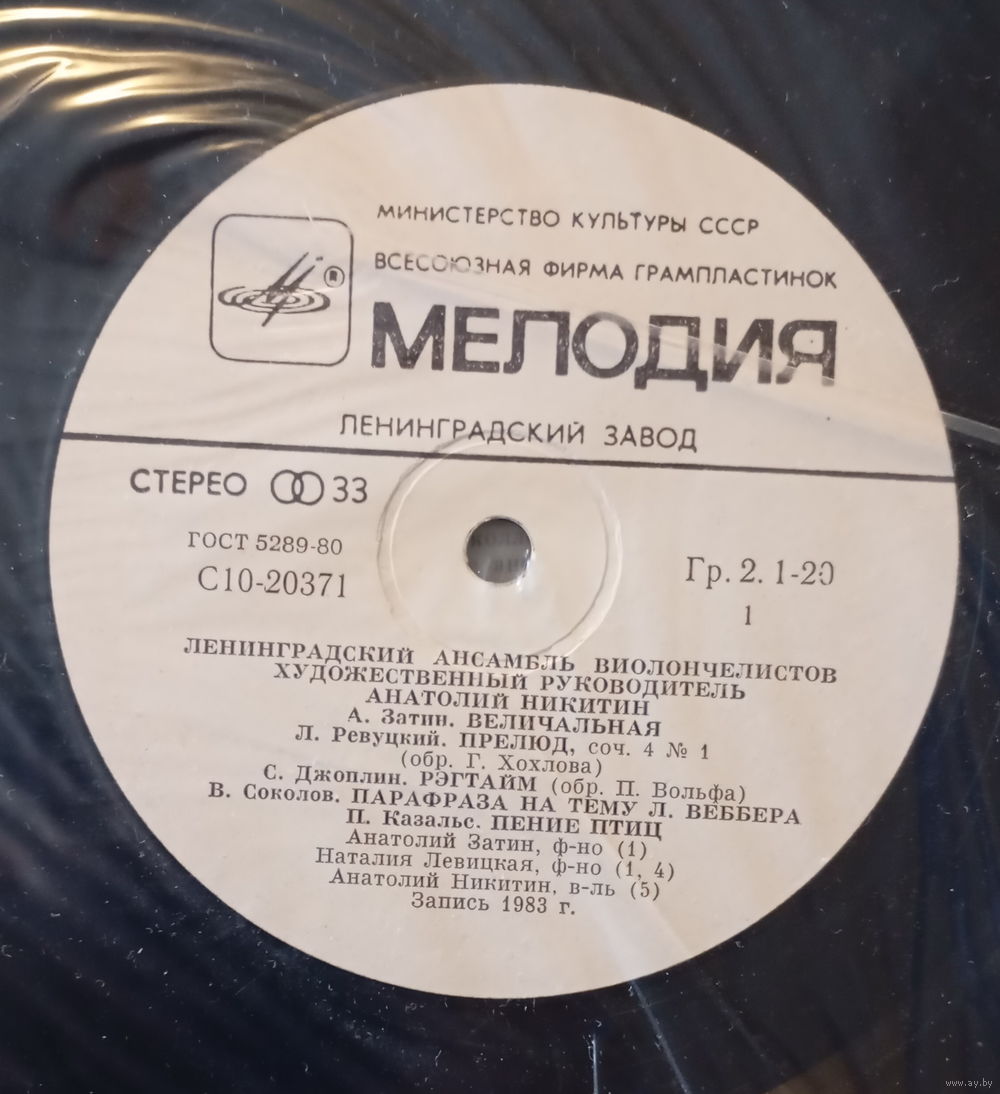 МИНИСТЕРСТВО КУЛЬТУРЫ СССР
ВСЕСОЮЗНАЯ ФИРМА ГРАМПЛАСТИНОК
®
МЕЛОДИЯ
ЛЕНИНГРАДСКИЙ ЗАВОД
СТЕРЕО 33
ГОСТ 5289-80
С10-20371
Гр. 2. 1-20
1
ЛЕНИНГРАДСКИЙ АНСАМБЛЬ ВИОЛОНЧЕЛИСТОВ
ХУДОЖЕСТВЕННЫЙ РУКОВОДИТЕЛЬ
АНАТОЛИЙ НИКИТИН
А. Затин. ВЕЛИЧАЛЬНАЯ
Л. Ревуцкий. ПРЕЛЮД, соч. 4 № 1
(обр. Г. Хохлова)
С. Джоплин. РЭГТАЙМ (обр. П. Вольфа)
В. Соколов. ПАРАФРАЗА НА ТЕМУ Л. ВЕББЕРА
П. Казальс. ПЕНИЕ ПТИЦ
Анатолий Затин, ф-но (1)
Наталия Левицкая, ф-но (1, 4)
Анатолий Никитин, в-ль (5)
Запись 1983 г.
www.ay.by